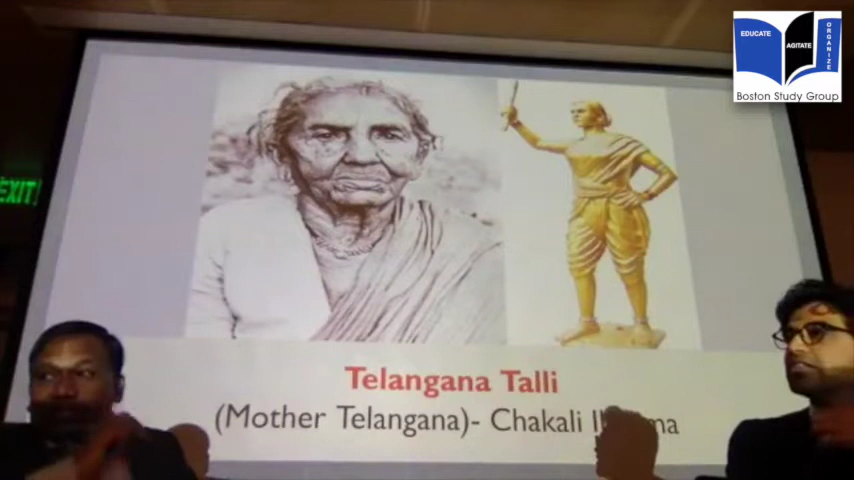 EDUCATE
AGITATE
ORGANIZE
Boston Study Group
EXIT
Telangana Talli
(Mother Telangana)- Chakali